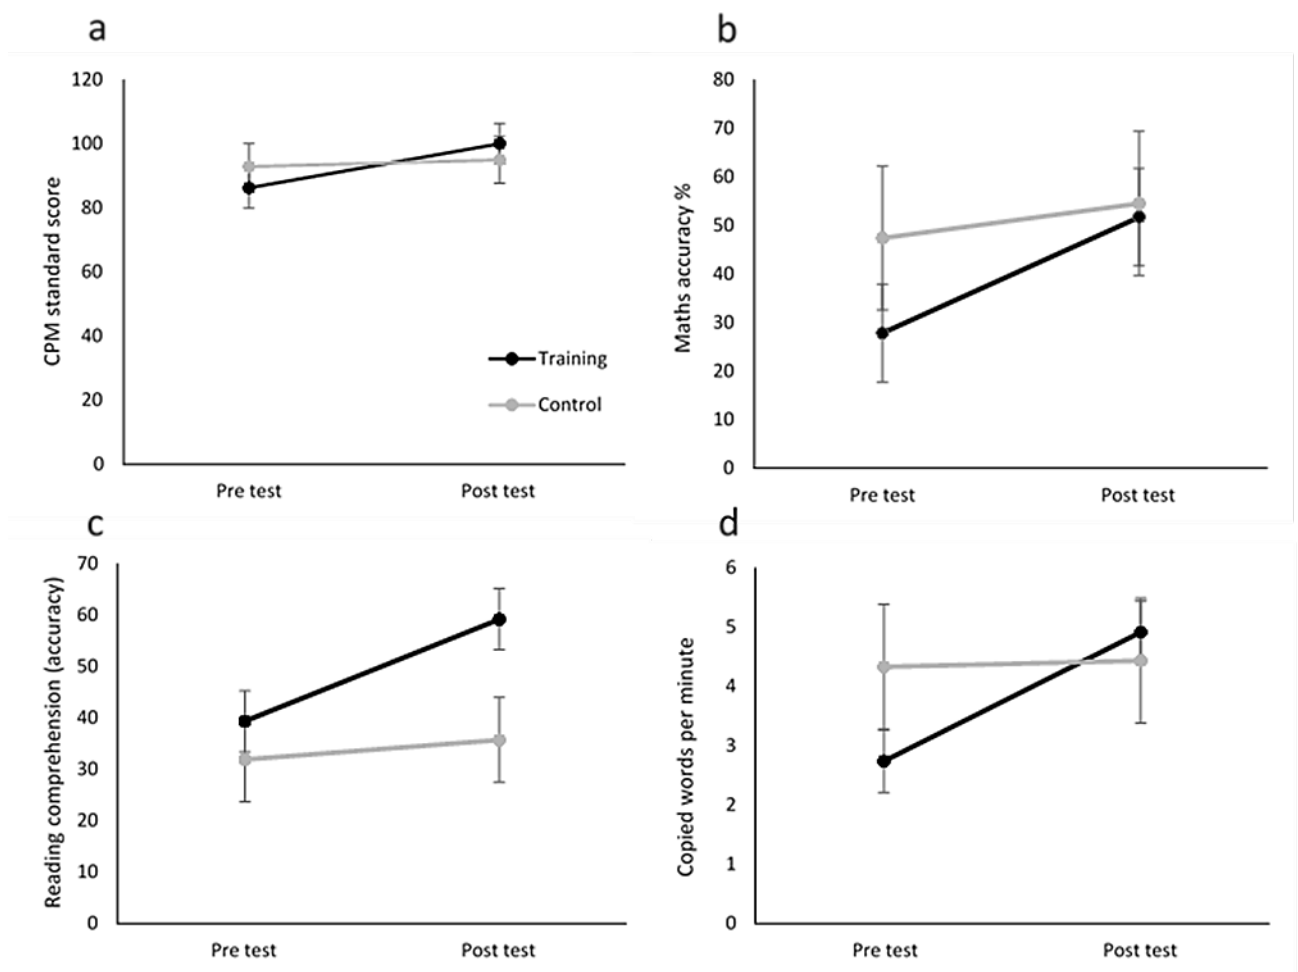 a
CPM standard score
120
100
80
60
40
20
0
Training
Control
Pre test
Post test
b
Maths accuracy %
80
70
60
50
40
30
20
10
0
Pre test
Post test
c
Reading comprehension (accuracy)
70
60
50
40
30
20
10
0
Pre test
Post test
d
Copied words per minute
6
5
4
3
2
1
0
Pre test
Post test